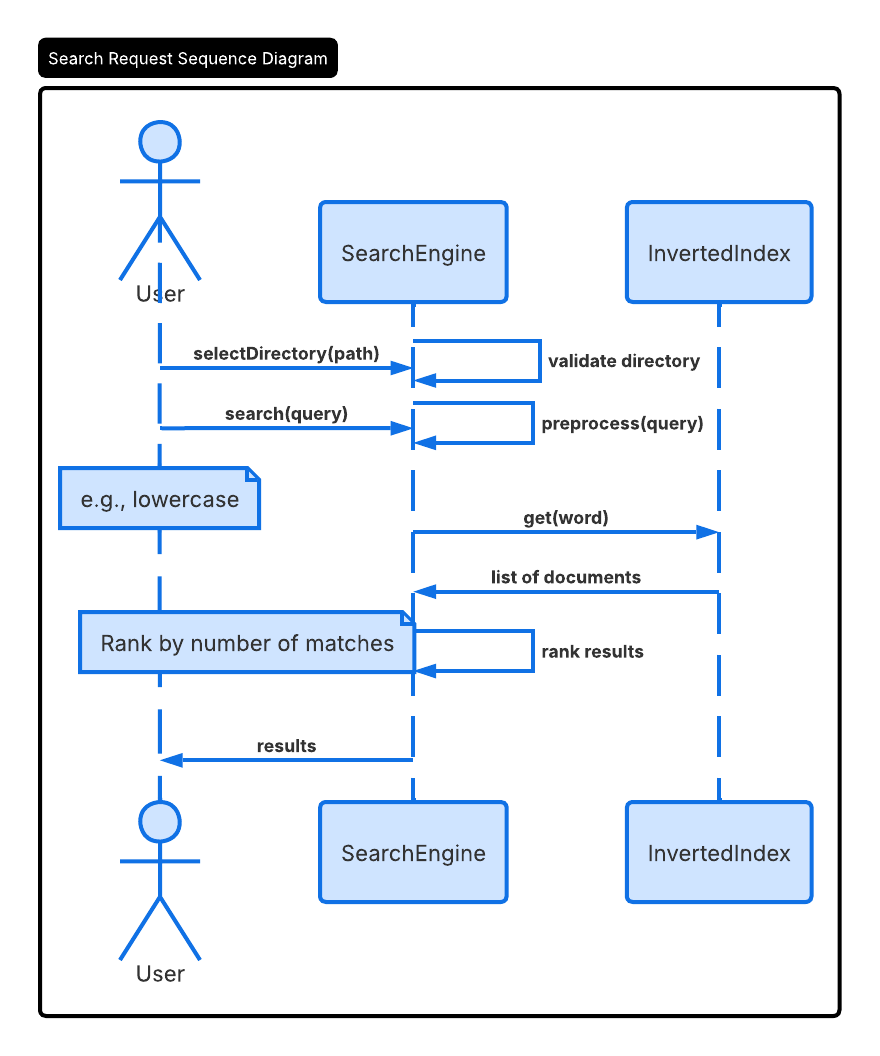 Search Request Sequence Diagram
User
SearchEngine
InvertedIndex
selectDirectory(path)
validate directory
search(query)
preprocess(query)
e.g., lowercase
get(word)
list of documents
Rank by number of matches
rank results
results
SearchEngine
InvertedIndex
User